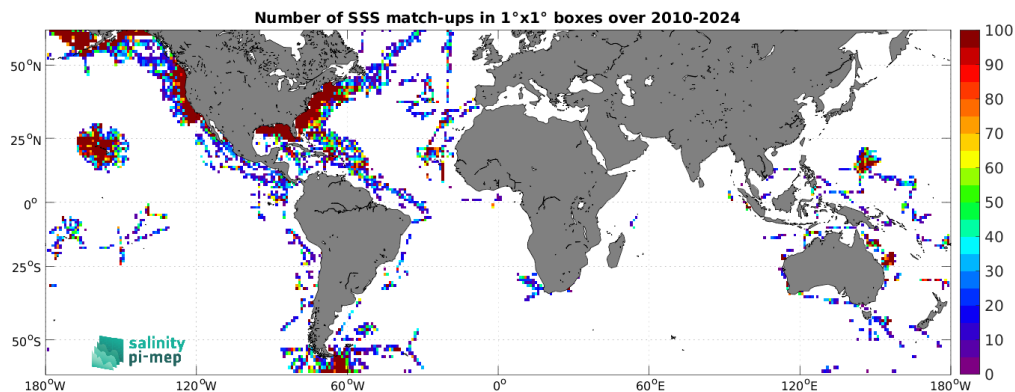 Number of SSS match-ups in 1°x1° boxes over 2010-2024
50°N
25°N
0°
25°S
50°S
180°W
120°W
60°W
0°
60°E
120°E
180°W
100
90
80
70
60
50
40
30
20
10
0
salinity
pi-mep